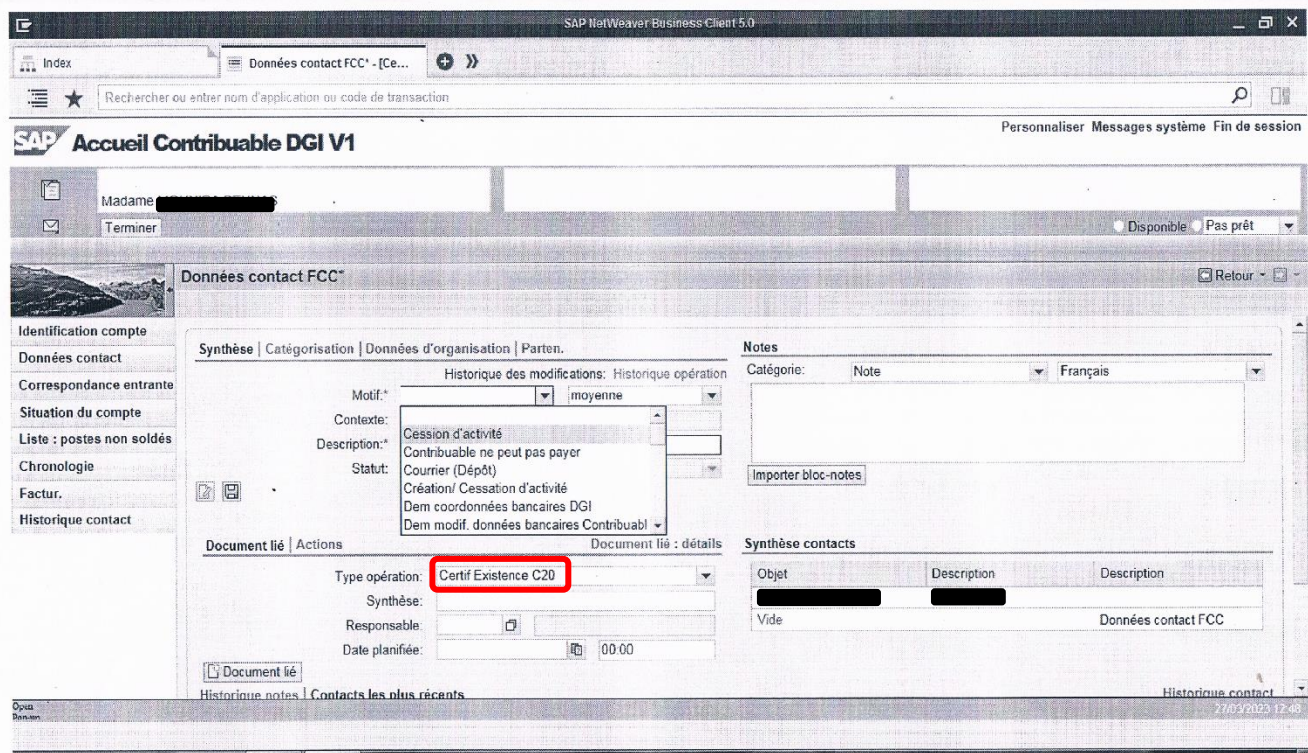 SAP NetWeaver Business Client 5.0
Index
Données contact FCC* - [Ce...
Rechercher ou entrer nom d'application ou code de transaction
Personnaliser Messages système Fin de session
SAP Accueil Contribuable DGI V1
Madame
Terminer
Disponible Pas prêt
Données contact FCC*
Retour
Identification compte
Données contact
Correspondance entrante
Situation du compte
Liste : postes non soldés
Chronologie
Factur.
Historique contact
Synthèse | Catégorisation | Données d'organisation | Parten.
Historique des modifications: Historique opération
Motif:* moyenne
Contexte:
Description:*
Statut:
Cession d'activité
Contribuable ne peut pas payer
Courrier (Dépôt)
Création/ Cessation d'activité
Dem coordonnées bancaires DGI
Dem modif. données bancaires Contribuabl
Notes
Catégorie: Note Français
Importer bloc-notes
Document lié | Actions Document lié : détails
Type opération: Certif Existence C20
Synthèse:
Responsable:
Date planifiée: 00:00
Document lié
Synthèse contacts
Objet Description Description
Vide Données contact FCC
Historique notes | Contacts les plus récents Historique contact
Open
27/03/2023 12:48